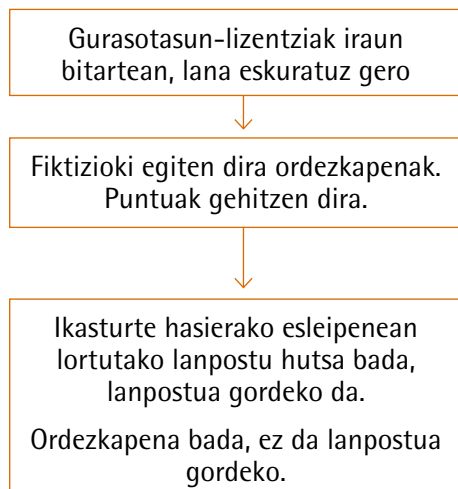 Gurasotasun-lizentziak iraun
bitartean, lana eskuratuz gero
Fiktizioki egiten dira ordezkapenak.
Puntuak gehitzen dira.
Ikasturte hasierako esleipenean
lortutako lanpostu hutsa bada,
lanpostua gordeko da.
Ordezkapena bada, ez da lanpostua
gordeko.